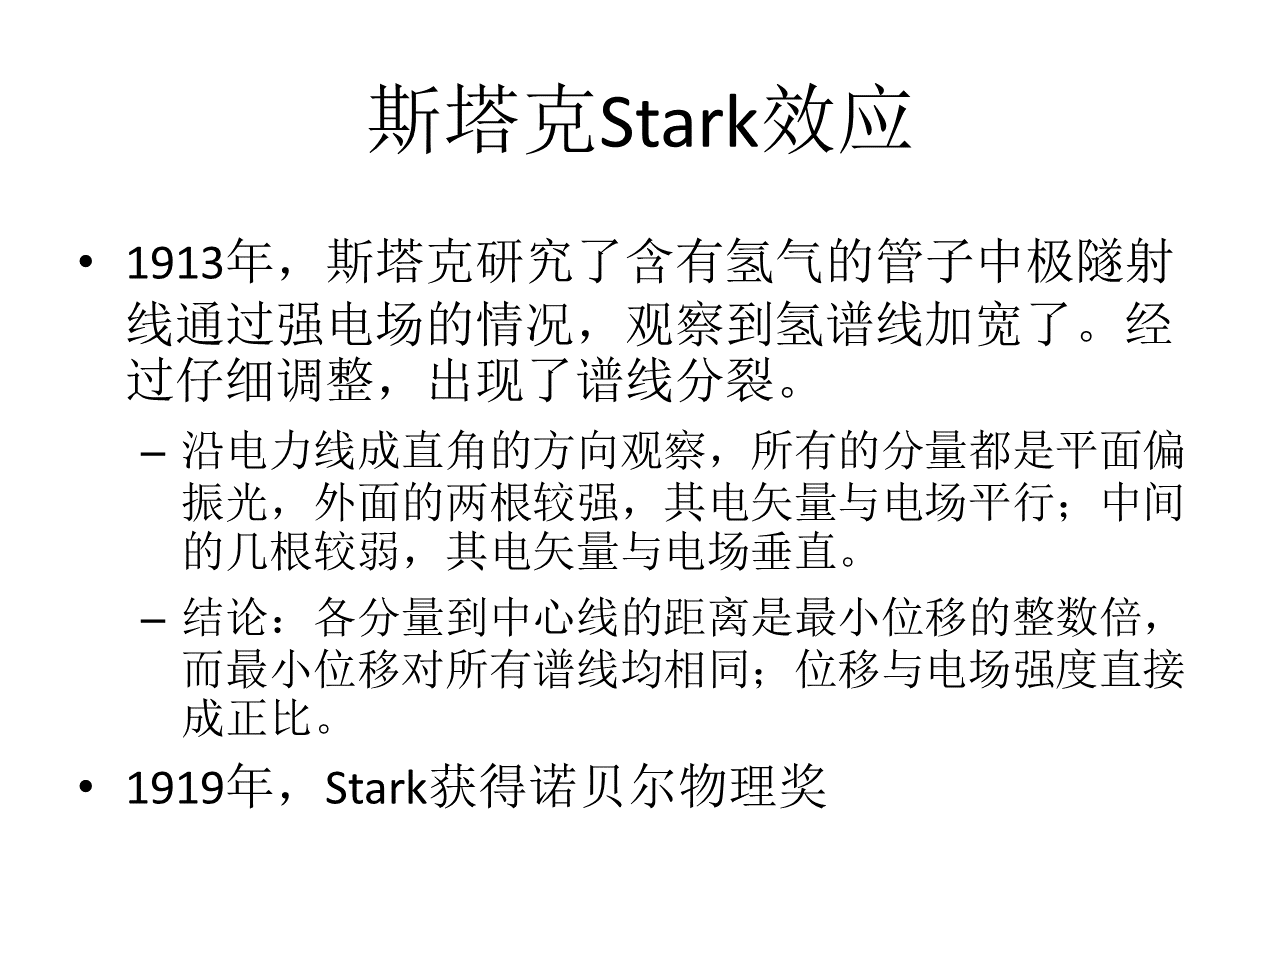 斯塔克Stark效应
• 1913年，斯塔克研究了含有氢气的管子中极隧射
线通过强电场的情况，观察到氢谱线加宽了。经
过仔细调整，出现了谱线分裂。
– 沿电力线成直角的方向观察，所有的分量都是平面偏
振光，外面的两根较强，其电矢量与电场平行；中间
的几根较弱，其电矢量与电场垂直。
– 结论：各分量到中心线的距离是最小位移的整数倍，
而最小位移对所有谱线均相同；位移与电场强度直接
成正比。
• 1919年，Stark获得诺贝尔物理奖